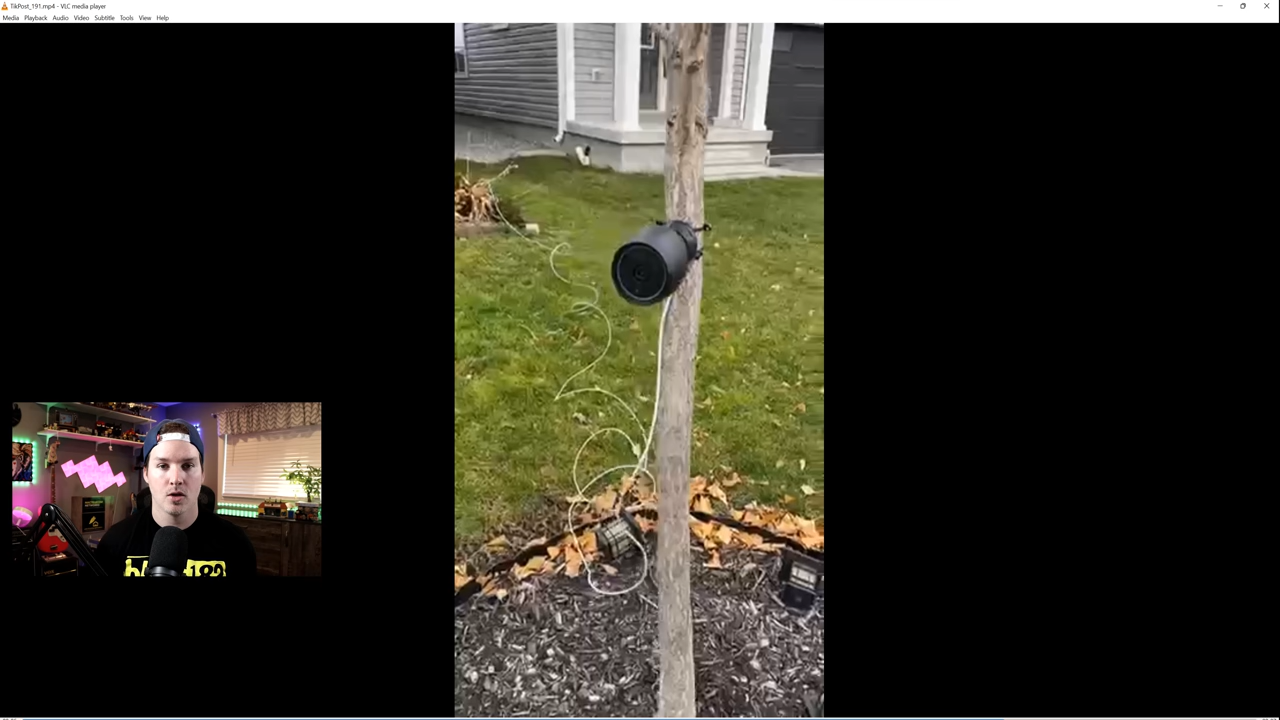 TikPost_191.mp4 - VLC media player
Media Playback Audio Video Subtitle Tools View Help